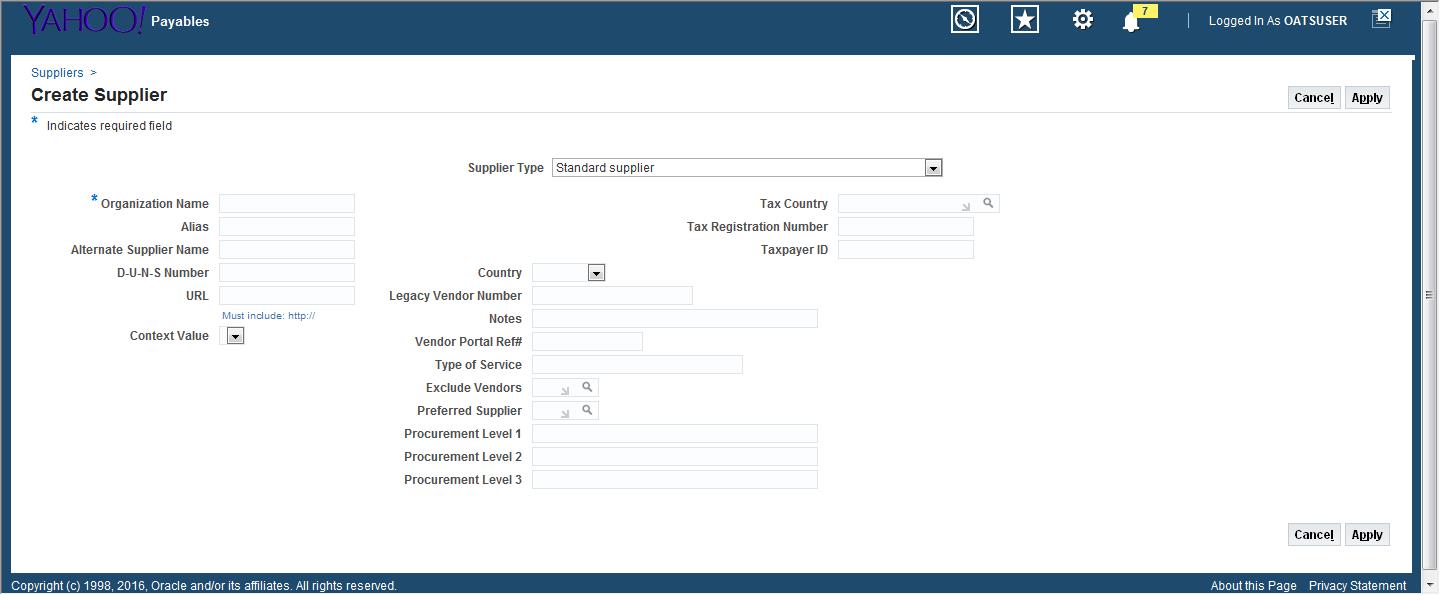 YAHOO! Payables
7
Logged In As OATSUSER
Suppliers >
Create Supplier
Cancel Apply
* Indicates required field
Supplier Type Standard supplier
* Organization Name
Tax Country
Alias
Tax Registration Number
Alternate Supplier Name
Taxpayer ID
D-U-N-S Number
Country
URL
Legacy Vendor Number
Must include: http://
Notes
Context Value
Vendor Portal Ref#
Type of Service
Exclude Vendors
Preferred Supplier
Procurement Level 1
Procurement Level 2
Procurement Level 3
Cancel Apply
Copyright (c) 1998, 2016, Oracle and/or its affiliates. All rights reserved.
About this Page Privacy Statement